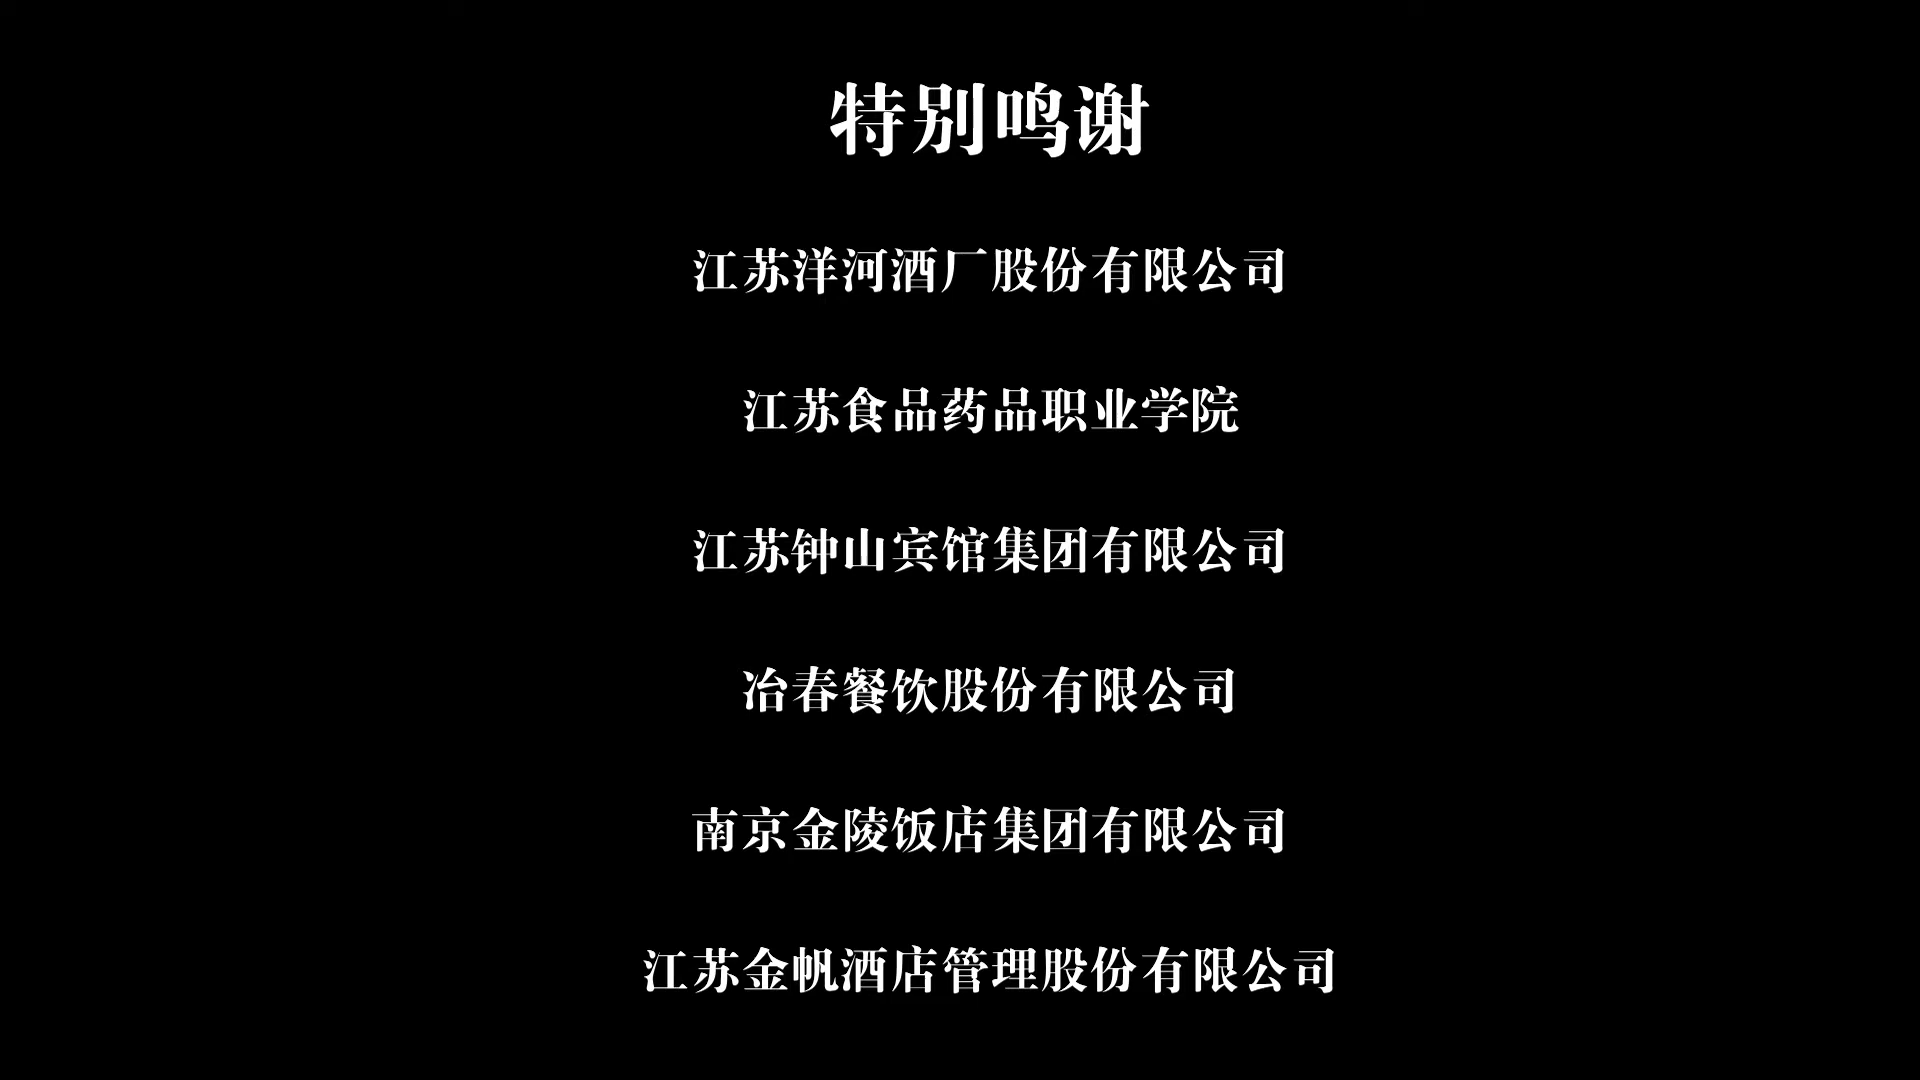 特别鸣谢
江苏洋河酒厂股份有限公司
江苏食品药品职业学院
江苏钟山宾馆集团有限公司
冶春餐饮股份有限公司
南京金陵饭店集团有限公司
江苏金帆酒店管理股份有限公司